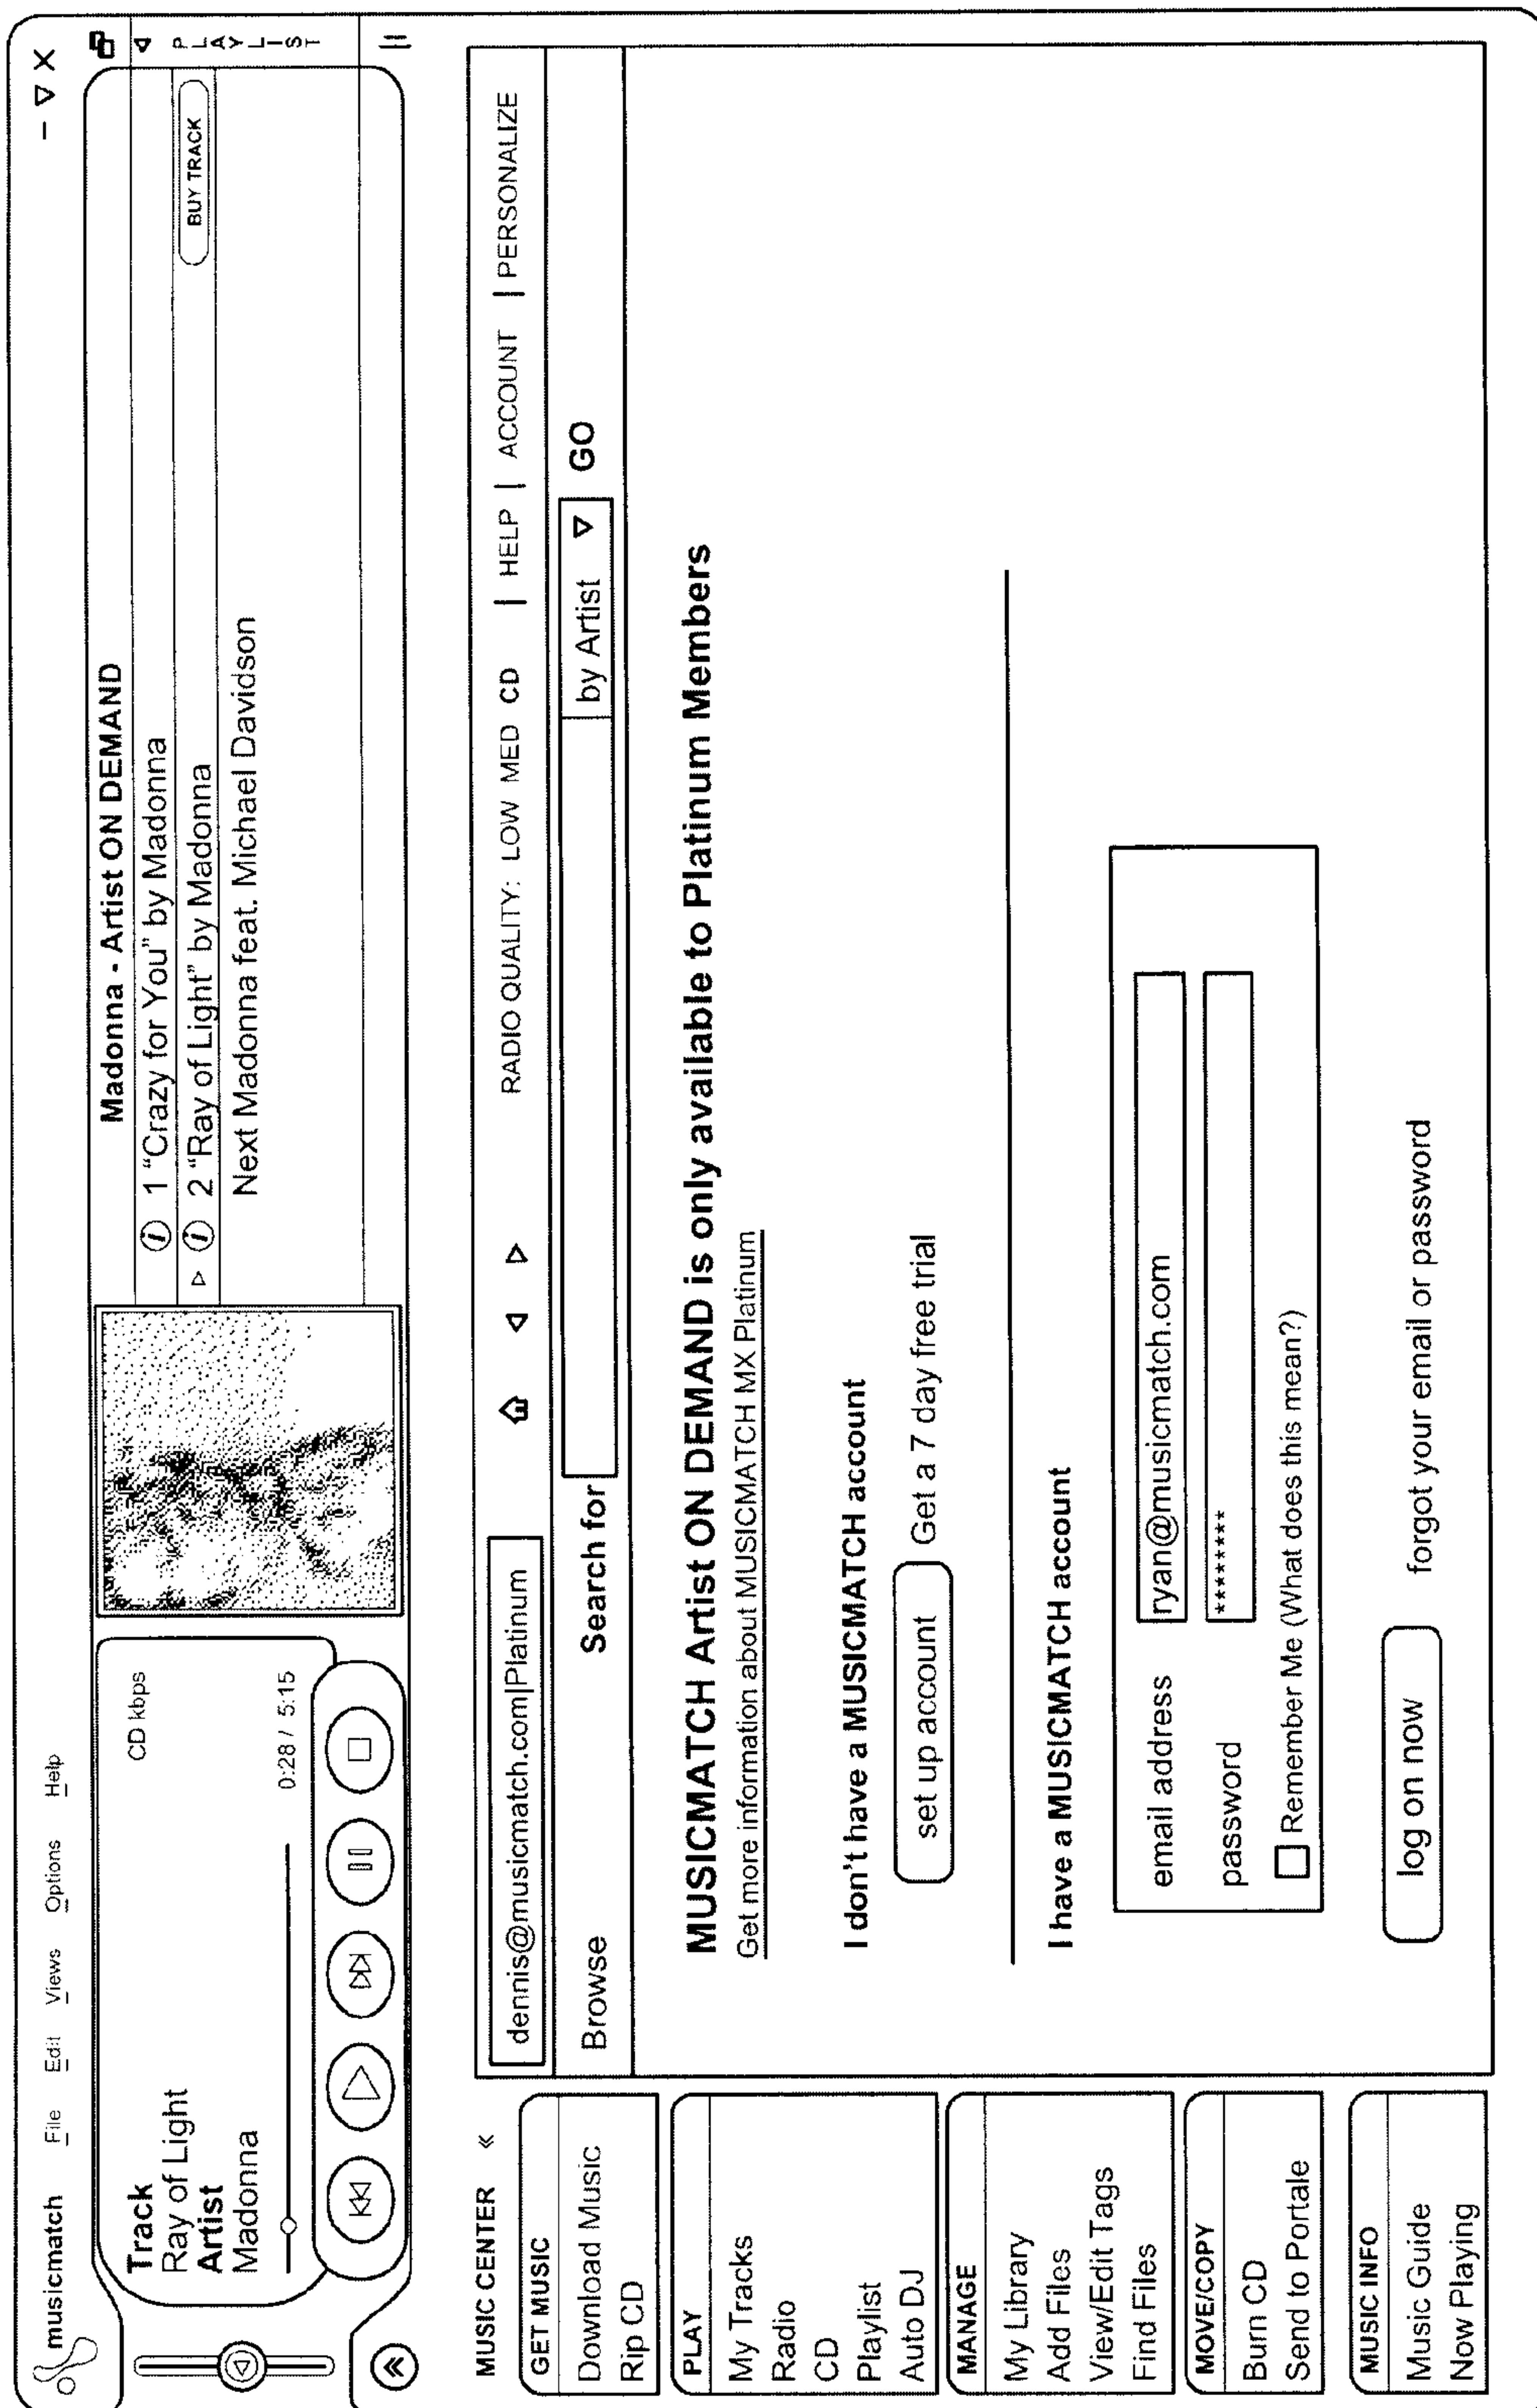 musicmatch File Edit Views Options Help
Track
Ray of Light
Artist
Madonna
CD kbps
0:28 / 5:15
Madonna - Artist ON DEMAND
1 “Crazy for You” by Madonna
2 “Ray of Light” by Madonna
BUY TRACK
Next Madonna feat. Michael Davidson
PLAYLIST
MUSIC CENTER «
GET MUSIC
Download Music
Rip CD
PLAY
My Tracks
Radio
CD
Playlist
Auto DJ
MANAGE
My Library
Add Files
View/Edit Tags
Find Files
MOVE/COPY
Burn CD
Send to Portale
MUSIC INFO
Music Guide
Now Playing
dennis@musicmatch.com|Platinum
RADIO QUALITY: LOW MED CD | HELP | ACCOUNT | PERSONALIZE
Browse Search for by Artist GO
MUSICMATCH Artist ON DEMAND is only available to Platinum Members
Get more information about MUSICMATCH MX Platinum
I don't have a MUSICMATCH account
set up account Get a 7 day free trial
I have a MUSICMATCH account
email address ryan@musicmatch.com
password ********
Remember Me (What does this mean?)
log on now forgot your email or password